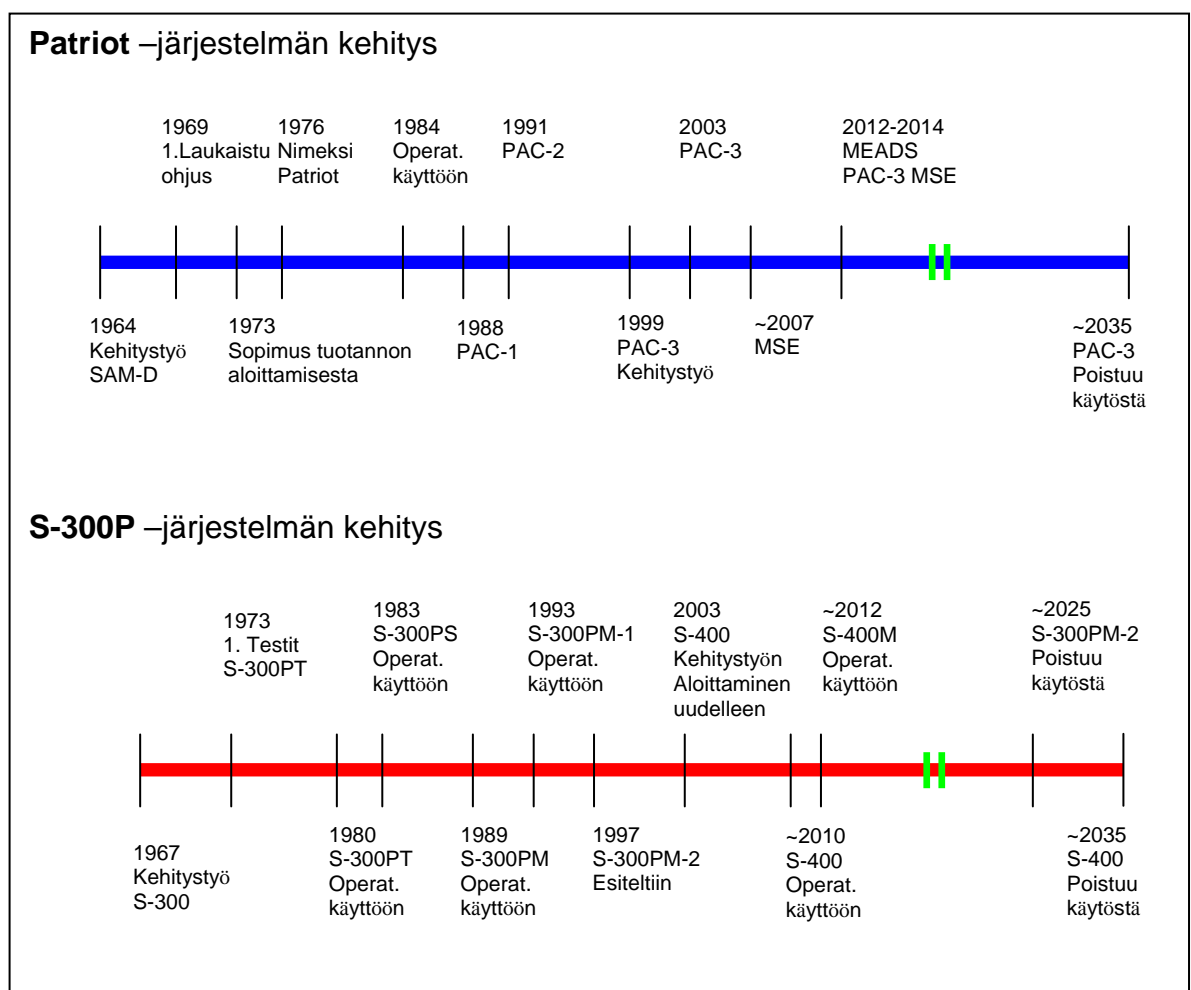 Patriot –järjestelmän kehitys
1969
1.Laukaistu
ohjus
1976
Nimeksi
Patriot
1984
Operat.
käyttöön
1991
PAC-2
2003
PAC-3
2012-2014
MEADS
PAC-3 MSE
1964
Kehitystyö
SAM-D
1973
Sopimus tuotannon
aloittamisesta
1988
PAC-1
1999
PAC-3
Kehitystyö
~2007
MSE
~2035
PAC-3
Poistuu
käytöstä
S-300P –järjestelmän kehitys
1973
1. Testit
S-300PT
1983
S-300PS
Operat.
käyttöön
1993
S-300PM-1
Operat.
käyttöön
2003
S-400
Kehitystyön
Aloittaminen
uudelleen
~2012
S-400M
Operat.
käyttöön
~2025
S-300PM-2
Poistuu
käytöstä
1967
Kehitystyö
S-300
1980
S-300PT
Operat.
käyttöön
1989
S-300PM
Operat.
käyttöön
1997
S-300PM-2
Esiteltiin
~2010
S-400
Operat.
käyttöön
~2035
S-400
Poistuu
käytöstä